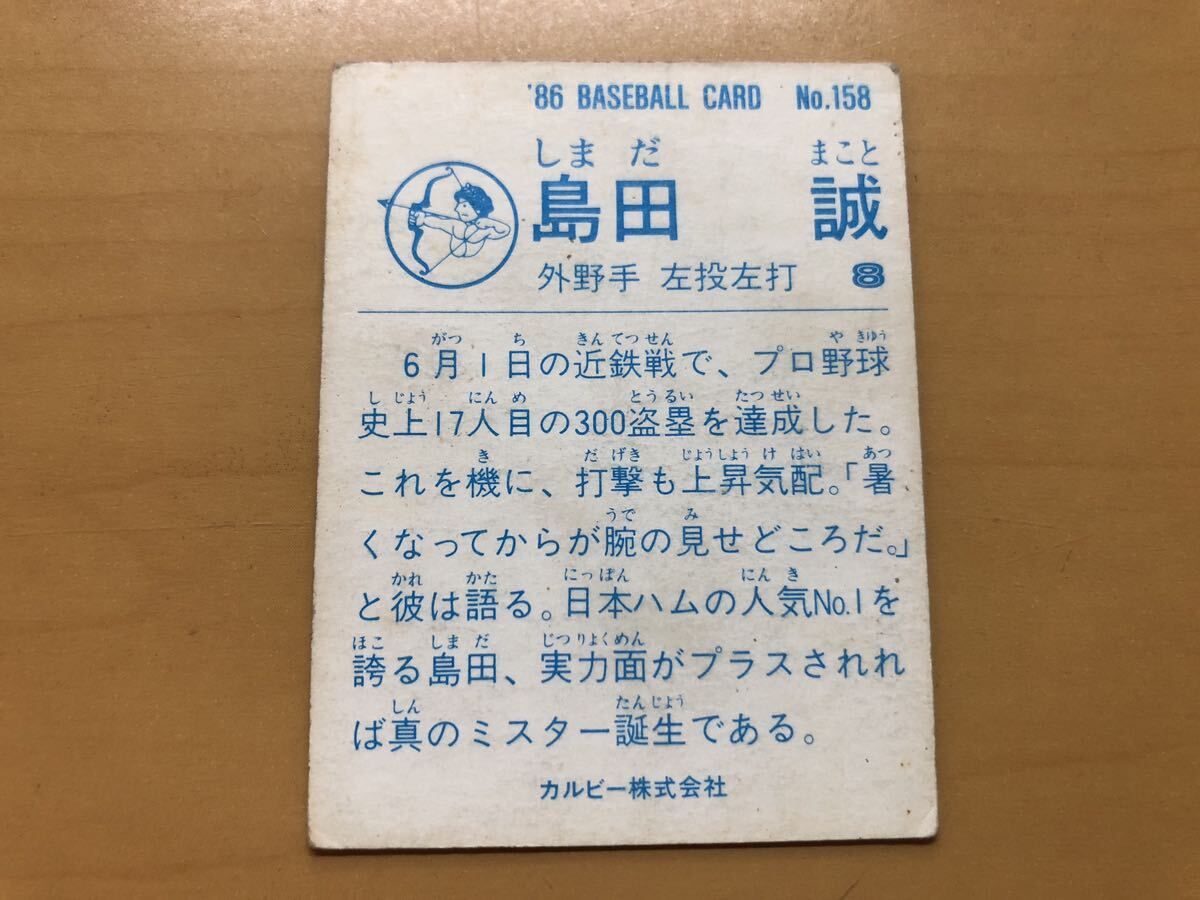 '86 BASEBALL CARD No.158
しまだ まこと
島田 誠
外野手 左投左打 8
がつ ち きんてつせん や きゆう
6月1日の近鉄戦で、プロ野球
し じょう にん め とうるい たつせい
史上17人目の300盗塁を達成した。
き だ げき じょうしょう け はい あつ
これを機に、打撃も上昇気配。「暑
うで み
くなってからが腕の見せどころだ。」
かれ かた にっぽん にん き
と彼は語る。日本ハムの人気No.1を
ほこ しま だ じつりょくめん
誇る島田、実力面がプラスされれ
しん たんじょう
ば真のミスター誕生である。
カルビー株式会社